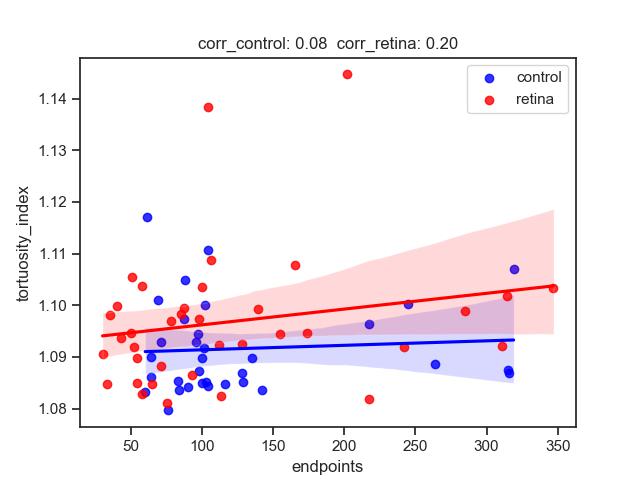 corr_control: 0.08  corr_retina: 0.20
control
retina
tortuosity_index
1.14
1.13
1.12
1.11
1.10
1.09
1.08
50 100 150 200 250 300 350
endpoints